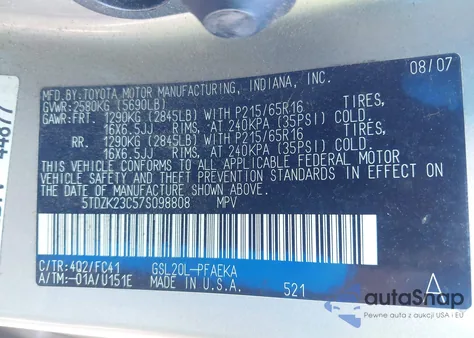 MFD. BY: TOYOTA MOTOR MANUFACTURING, INDIANA, INC. 08/07
GVWR: 2580KG (5690LB)
GAWR: FRT. 1290KG (2845LB) WITH P215/65R16 TIRES,
16X6.5JJ RIMS, AT 240KPA (35PSI) COLD.
RR. 1290KG (2845LB) WITH P215/65R16 TIRES,
16X6.5JJ RIMS, AT 240KPA (35PSI) COLD.
THIS VEHICLE CONFORMS TO ALL APPLICABLE FEDERAL MOTOR
VEHICLE SAFETY AND THEFT PREVENTION STANDARDS IN EFFECT ON
THE DATE OF MANUFACTURE SHOWN ABOVE.
5TDZK23C57S098808 MPV
C/TR: 4Q2/FC41 GSL20L-PFAEKA
A/TM: -01A/U151E MADE IN U.S.A. 521 A
44877
autoSnap
Pewne auta z aukcji USA i EU